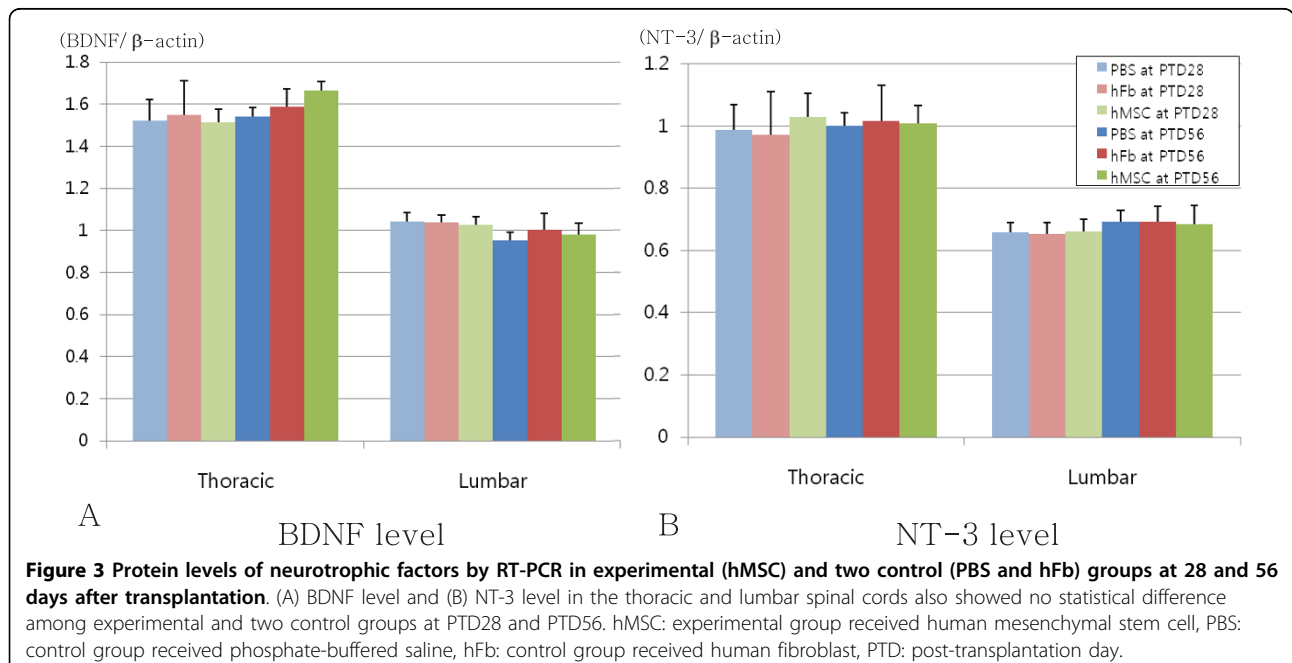 (BDNF/ β-actin)
1.8
1.6
1.4
1.2
1
0.8
0.6
0.4
0.2
0
Thoracic
Lumbar
A
BDNF level
(NT-3/ β-actin)
1.2
1
0.8
0.6
0.4
0.2
0
PBS at PTD28
hFb at PTD28
hMSC at PTD28
PBS at PTD56
hFb at PTD56
hMSC at PTD56
Thoracic
Lumbar
B
NT-3 level
Figure 3 Protein levels of neurotrophic factors by RT-PCR in experimental (hMSC) and two control (PBS and hFb) groups at 28 and 56
days after transplantation. (A) BDNF level and (B) NT-3 level in the thoracic and lumbar spinal cords also showed no statistical difference
among experimental and two control groups at PTD28 and PTD56. hMSC: experimental group received human mesenchymal stem cell, PBS:
control group received phosphate-buffered saline, hFb: control group received human fibroblast, PTD: post-transplantation day.